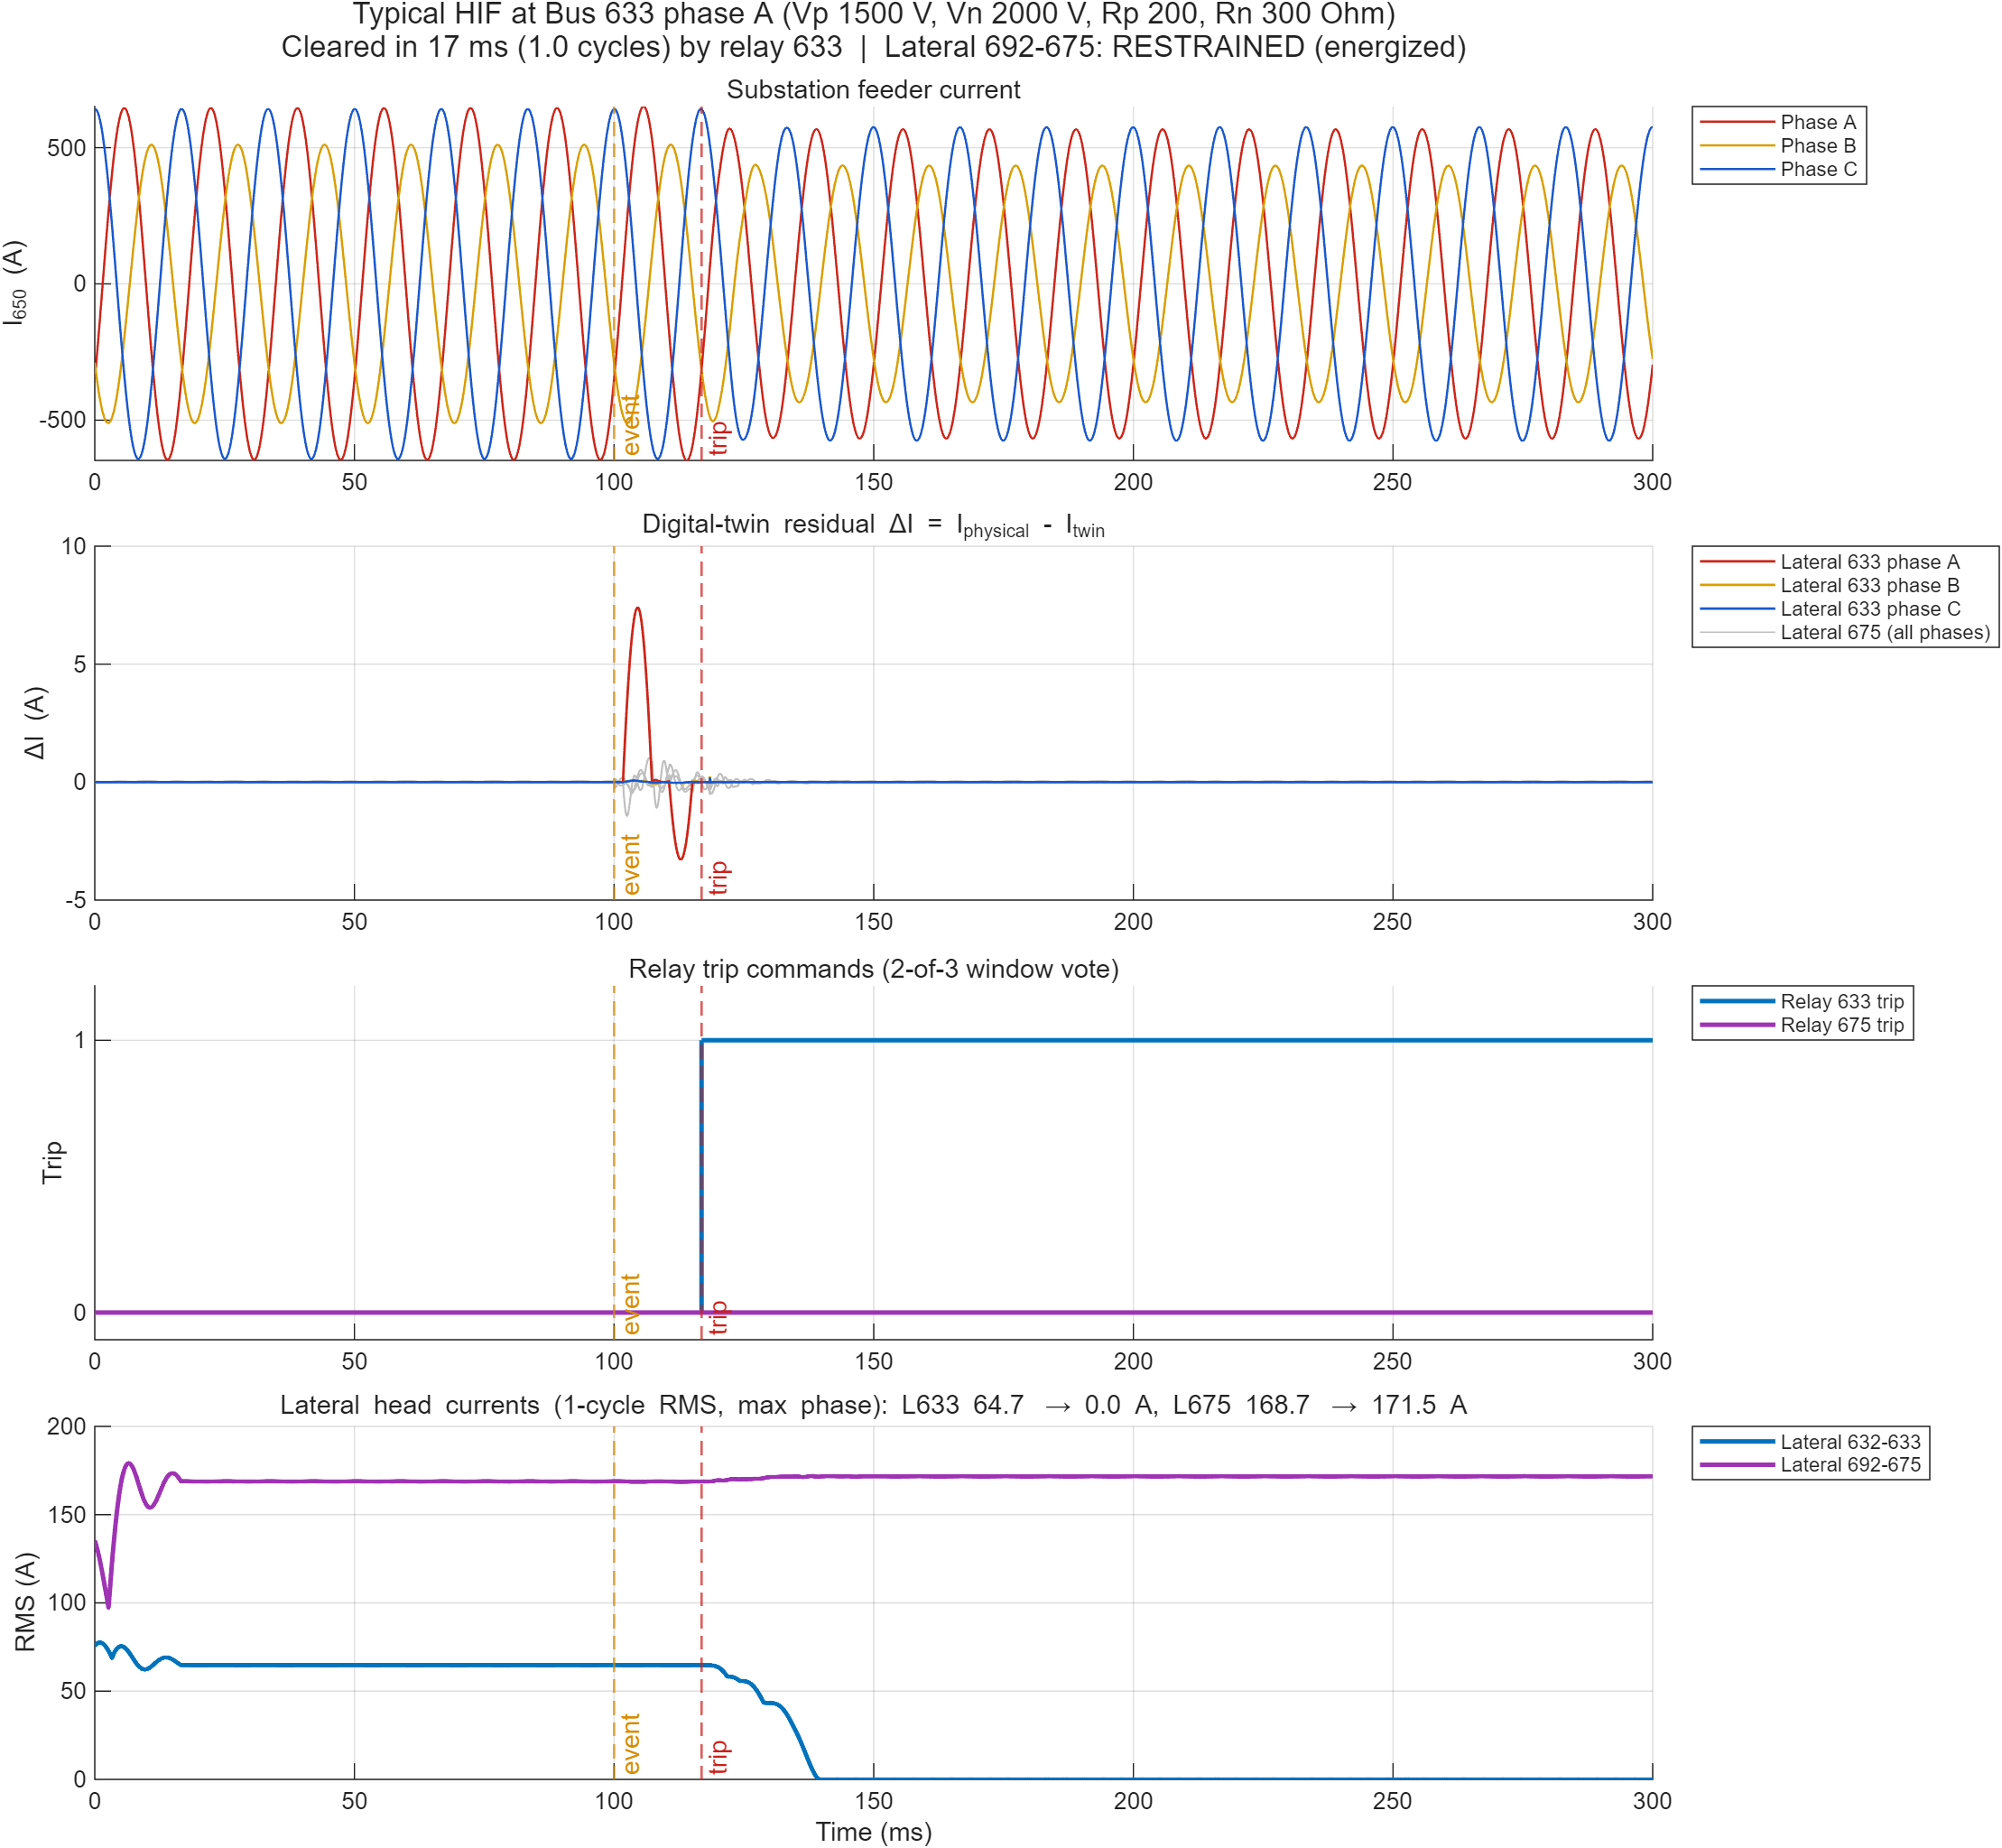 Typical HIF at Bus 633 phase A (Vp 1500 V, Vn 2000 V, Rp 200, Rn 300 Ohm)
Cleared in 17 ms (1.0 cycles) by relay 633 | Lateral 692-675: RESTRAINED (energized)
Substation feeder current
I650 (A)
500
0
-500
event
trip
0 50 100 150 200 250 300
Phase A
Phase B
Phase C
Digital-twin residual ΔI = Iphysical - Itwin
ΔI (A)
10
5
0
-5
event
trip
0 50 100 150 200 250 300
Lateral 633 phase A
Lateral 633 phase B
Lateral 633 phase C
Lateral 675 (all phases)
Relay trip commands (2-of-3 window vote)
Trip
1
0
event
trip
0 50 100 150 200 250 300
Relay 633 trip
Relay 675 trip
Lateral head currents (1-cycle RMS, max phase): L633 64.7 → 0.0 A, L675 168.7 → 171.5 A
RMS (A)
200
150
100
50
0
event
trip
0 50 100 150 200 250 300
Time (ms)
Lateral 632-633
Lateral 692-675